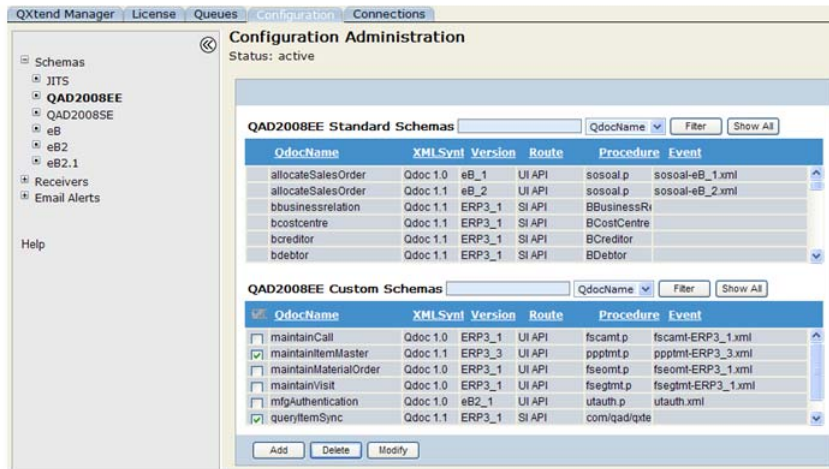 QXtend Manager License Queues Configuration Connections
Schemas
JITS
QAD2008EE
QAD2008SE
eB
eB2
eB2.1
Receivers
Email Alerts
Help
Configuration Administration
Status: active
QAD2008EE Standard Schemas QdocName Filter Show All
QdocName XMLSynt Version Route Procedure Event
allocateSalesOrder Qdoc 1.0 eB_1 UI API sosoal.p sosoal-eB_1.xml
allocateSalesOrder Qdoc 1.1 eB_2 UI API sosoal.p sosoal-eB_2.xml
bbusinessrelation Qdoc 1.1 ERP3_1 SI API BBusinessRe
bcostcentre Qdoc 1.1 ERP3_1 SI API BCostCentre
bcreditor Qdoc 1.1 ERP3_1 SI API BCreditor
bdebtor Qdoc 1.1 ERP3_1 SI API BDebtor
QAD2008EE Custom Schemas QdocName Filter Show All
QdocName XMLSynt Version Route Procedure Event
maintainCall Qdoc 1.0 ERP3_1 UI API fscamt.p fscamt-ERP3_1.xml
maintainItemMaster Qdoc 1.1 ERP3_3 UI API ppptmt.p ppptmt-ERP3_3.xml
maintainMaterialOrder Qdoc 1.0 ERP3_1 UI API fseomt.p fseomt-ERP3_1.xml
maintainVisit Qdoc 1.0 ERP3_1 UI API fsegtmt.p fsegtmt-ERP3_1.xml
mfgAuthentication Qdoc 1.0 eB2_1 UI API utauth.p utauth.xml
queryItemSync Qdoc 1.1 ERP3_1 SI API com/qad/qxte
Add Delete Modify